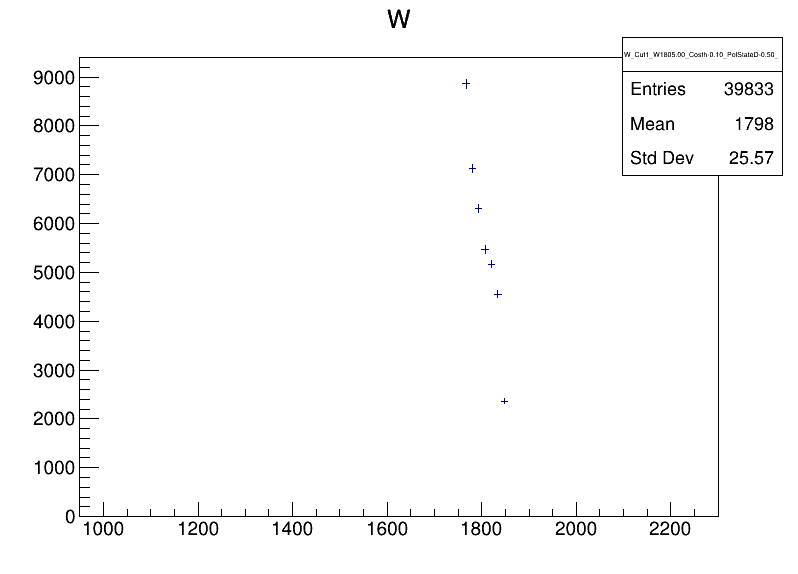 W
W_Cut1_W1805.00_Costh-0.10_PolStateD-0.50_
Entries 39833
Mean 1798
Std Dev 25.57
9000
8000
7000
6000
5000
4000
3000
2000
1000
0
1000 1200 1400 1600 1800 2000 2200